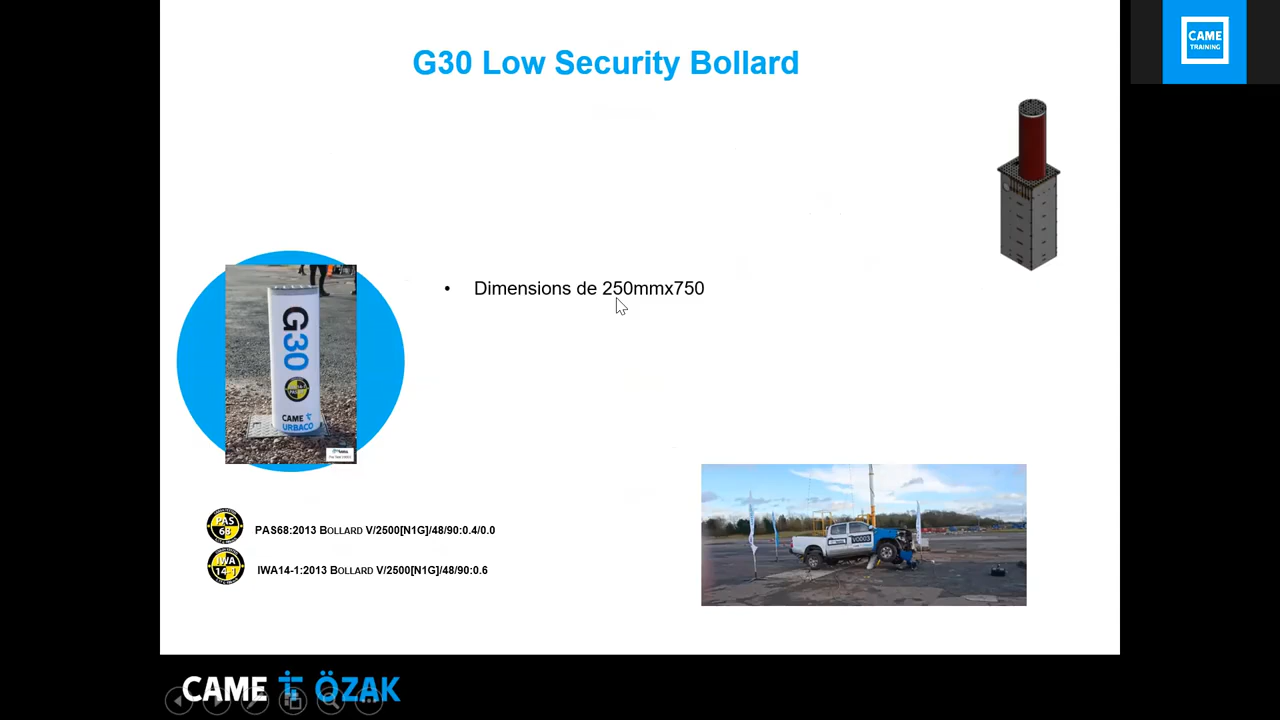 G30 Low Security Bollard
CAME
TRAINING
• Dimensions de 250mmx750
G30
CAME
URBACO
PAS
68
PAS68:2013 BOLLARD V/2500[N1G]/48/90:0.4/0.0
IWA
14-1
IWA14-1:2013 BOLLARD V/2500[N1G]/48/90:0.6
V0003
CAME ÖZAK